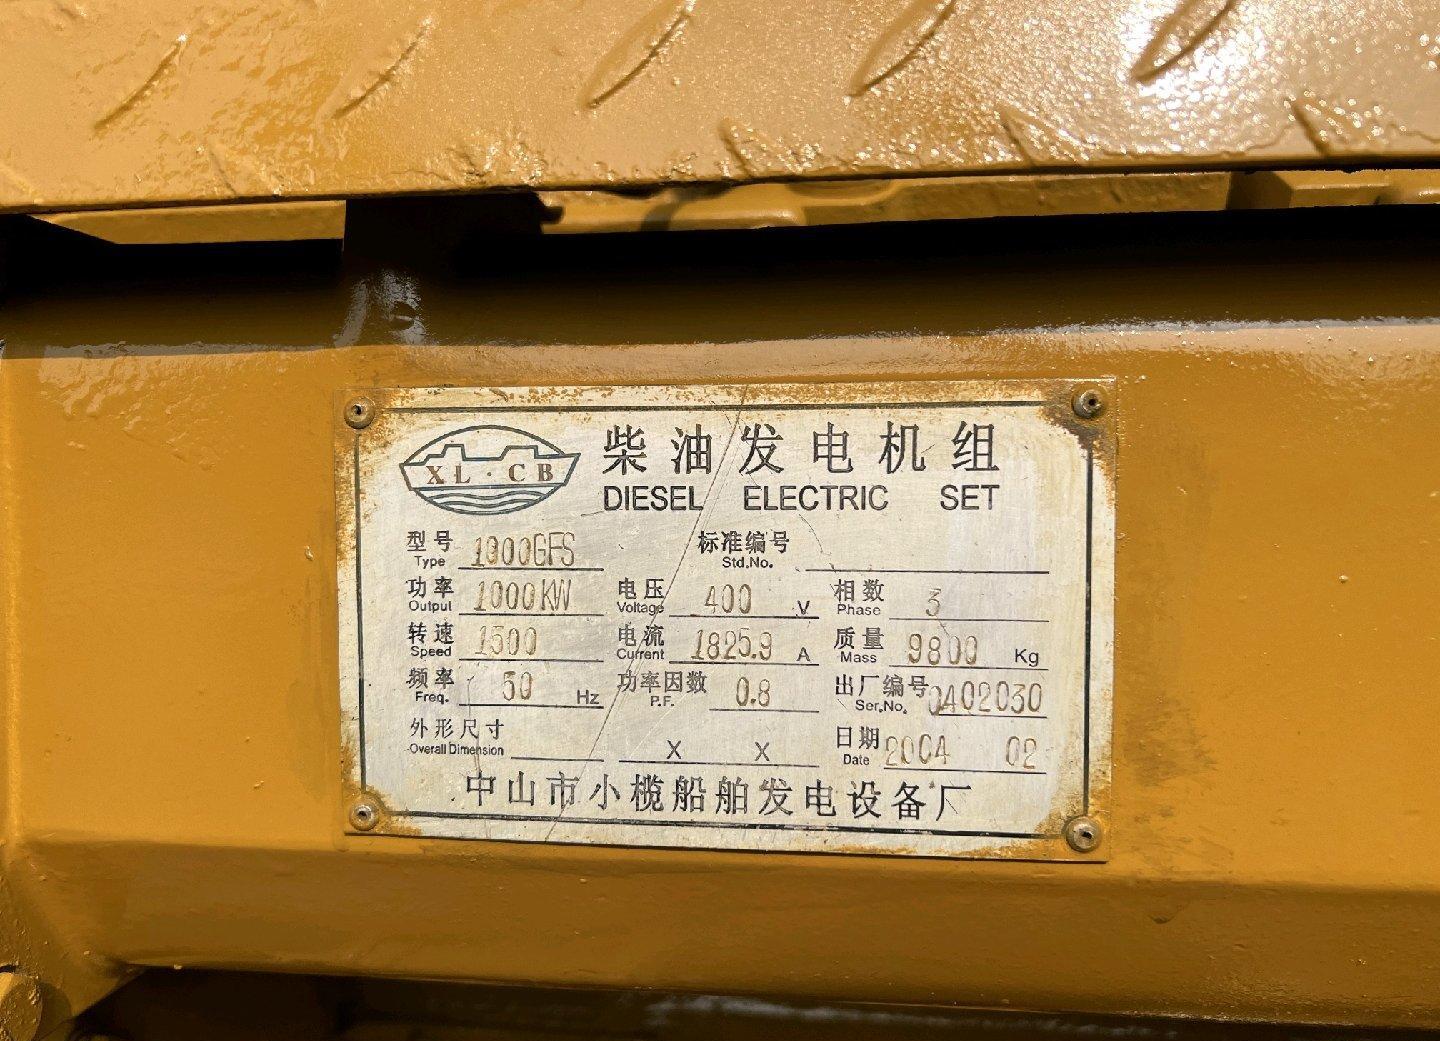 XL·CB
柴油发电机组
DIESEL ELECTRIC SET
型号 1000GFS 标准编号
Type Std.No.
功率 1000KW 电压 400 V 相数 3
Output Voltage Phase
转速 1500 电流 1825.9 A 质量 9800 Kg
Speed Current Mass
频率 50 Hz 功率因数 0.8 出厂编号 0402030
Freq. P.F. Ser.No.
外形尺寸 X X 日期 2004 02
Overall Dimension Date
中山市小榄船舶发电设备厂